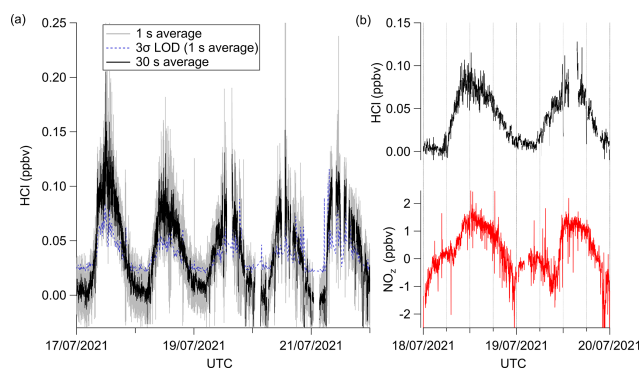 (a)
1 s average
3σ LOD (1 s average)
30 s average
HCl (ppbv)
0.25
0.20
0.15
0.10
0.05
0.00
17/07/2021
19/07/2021
21/07/2021
UTC
(b)
HCl (ppbv)
0.15
0.10
0.05
0.00
NOz (ppbv)
2
1
0
-1
-2
18/07/2021
19/07/2021
20/07/2021
UTC